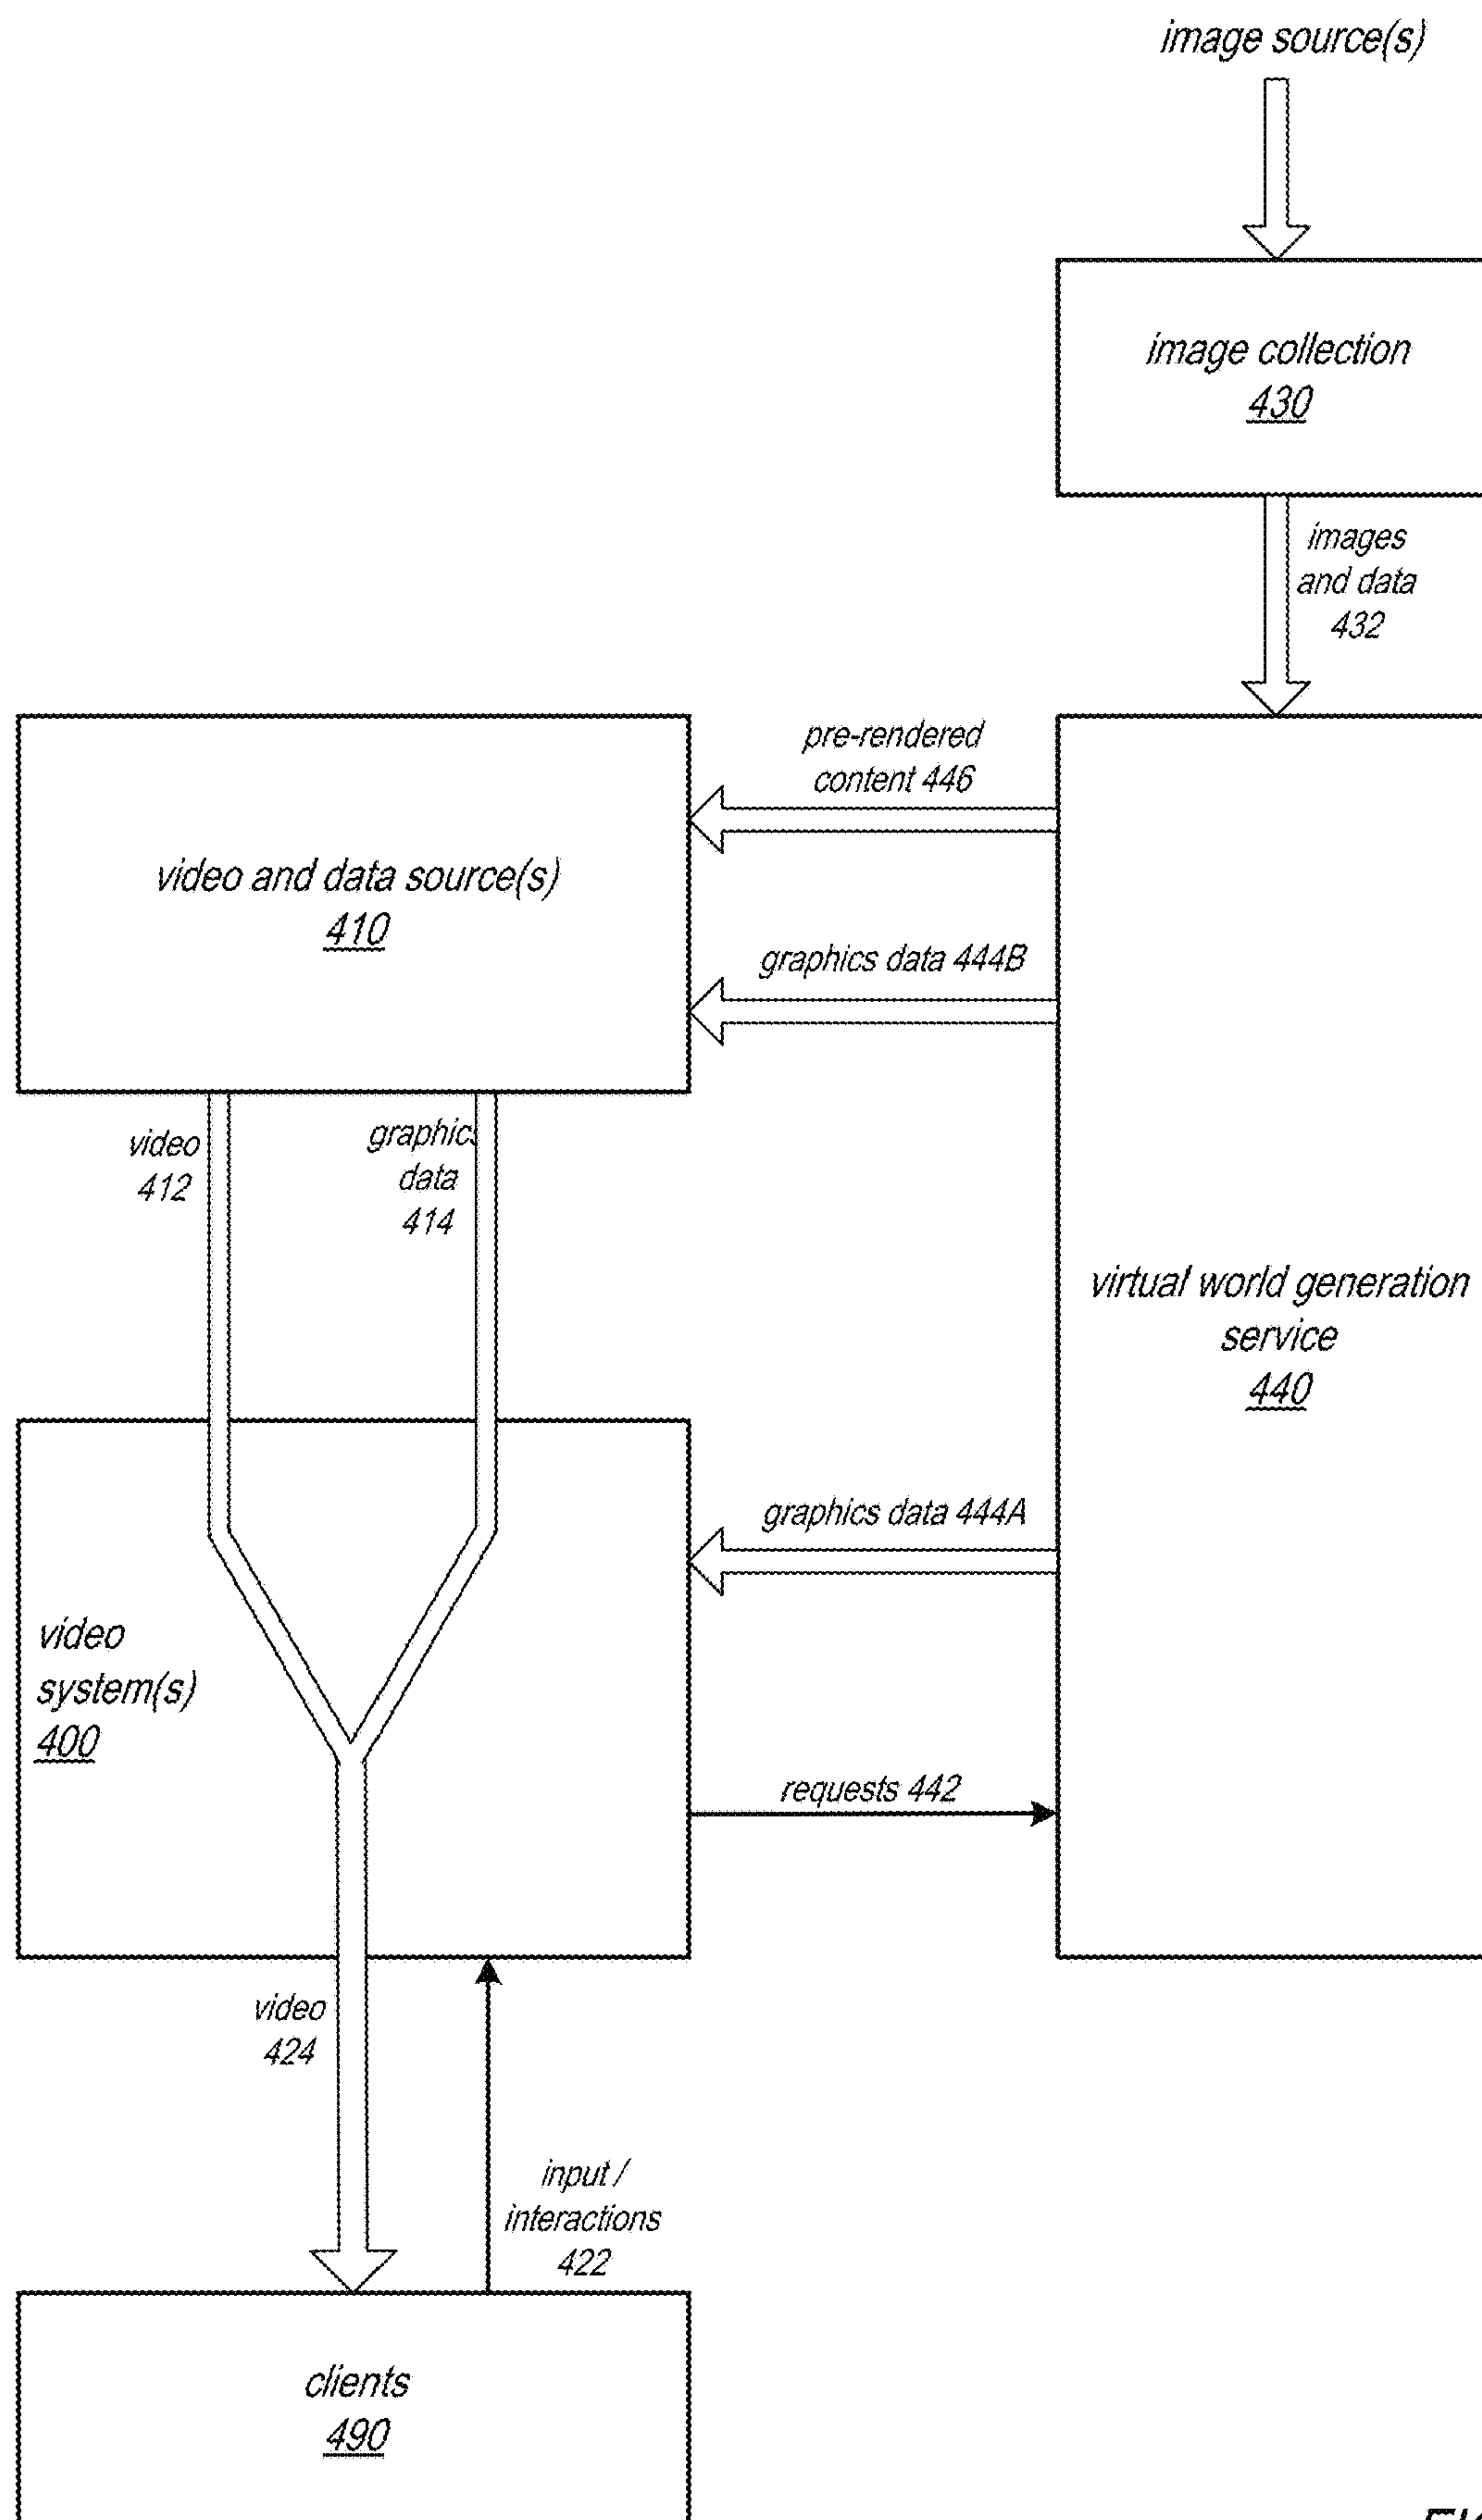 image source(s)
image collection
430
images
and data
432
pre-rendered
content 446
video and data source(s)
410
graphics data 444B
video
412
graphics
data
414
virtual world generation
service
440
graphics data 444A
video
system(s)
400
requests 442
video
424
input /
interactions
422
clients
490